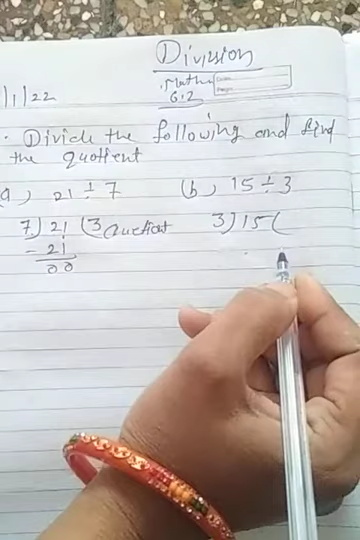 Division
Maths
6.2
1/22
Divide the following and find
the quotient
a) 21 ÷ 7
(b) 15 ÷ 3
7) 21 (3 Quotient
- 21
00
3) 15 (